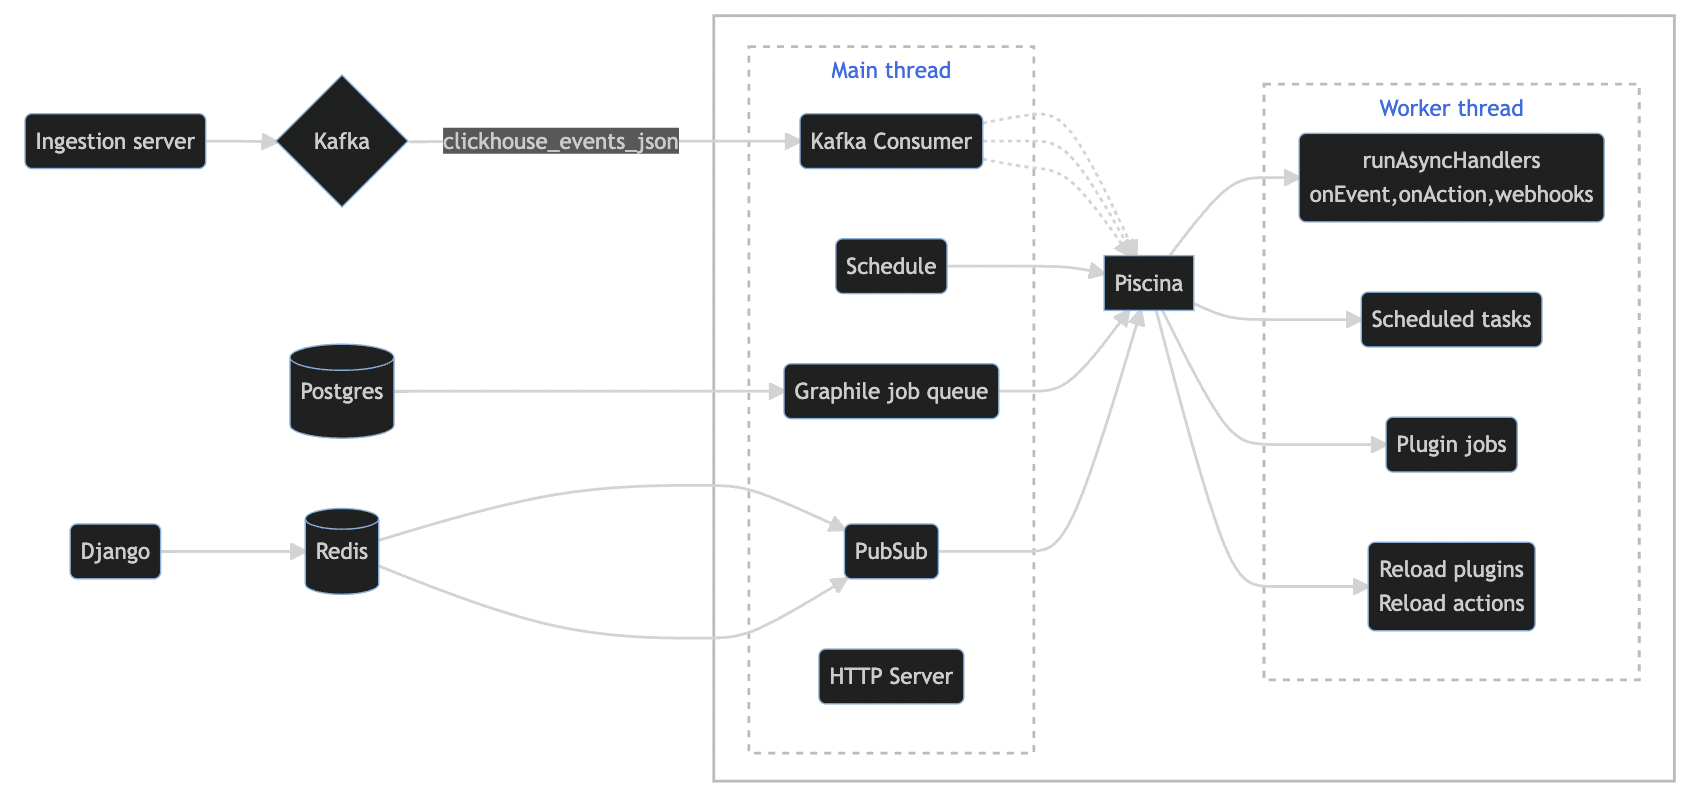 Main thread
Worker thread
Ingestion server
Kafka
clickhouse_events_json
Kafka Consumer
runAsyncHandlers
onEvent,onAction,webhooks
Schedule
Piscina
Scheduled tasks
Postgres
Graphile job queue
Plugin jobs
Django
Redis
PubSub
Reload plugins
Reload actions
HTTP Server